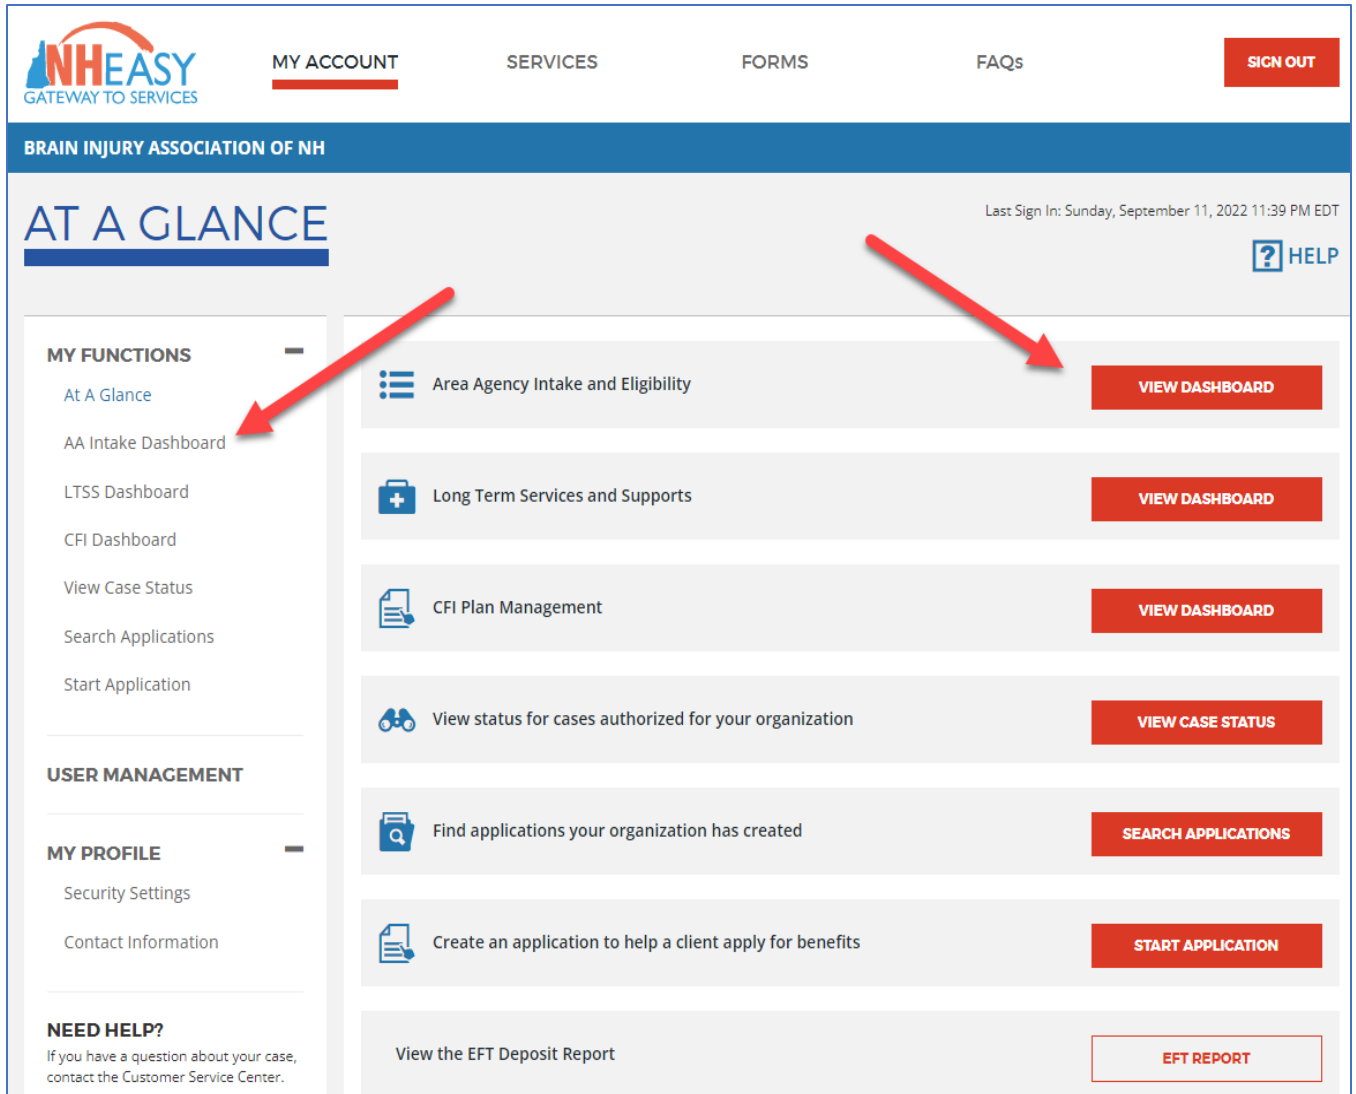 NHEASY
GATEWAY TO SERVICES
MY ACCOUNT
SERVICES
FORMS
FAQs
SIGN OUT
BRAIN INJURY ASSOCIATION OF NH
AT A GLANCE
Last Sign In: Sunday, September 11, 2022 11:39 PM EDT
? HELP
MY FUNCTIONS
At A Glance
AA Intake Dashboard
LTSS Dashboard
CFI Dashboard
View Case Status
Search Applications
Start Application
USER MANAGEMENT
MY PROFILE
Security Settings
Contact Information
NEED HELP?
If you have a question about your case,
contact the Customer Service Center.
Area Agency Intake and Eligibility
VIEW DASHBOARD
Long Term Services and Supports
VIEW DASHBOARD
CFI Plan Management
VIEW DASHBOARD
View status for cases authorized for your organization
VIEW CASE STATUS
Find applications your organization has created
SEARCH APPLICATIONS
Create an application to help a client apply for benefits
START APPLICATION
View the EFT Deposit Report
EFT REPORT